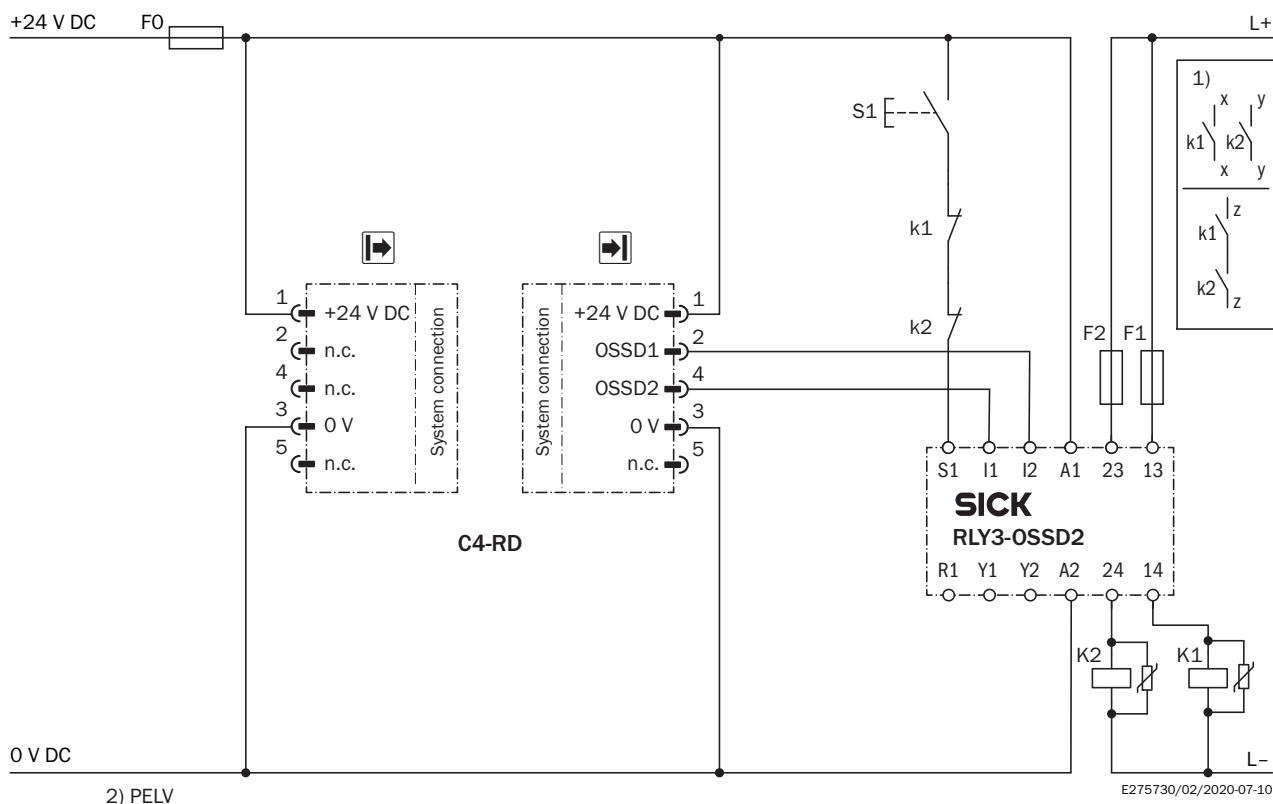 +24 V DC
F0
L+
1)
x
y
k1
k2
x
y
z
k1
k2
z
S1
k1
k2
1
+24 V DC
2
n.c.
4
n.c.
3
0 V
5
n.c.
System connection
System connection
+24 V DC
1
OSSD1
2
OSSD2
4
0 V
3
n.c.
5
C4-RD
F2
F1
S1
I1
I2
A1
23
13
SICK
RLY3-OSSD2
R1
Y1
Y2
A2
24
14
K2
K1
0 V DC
L–
2) PELV
E275730/02/2020-07-10